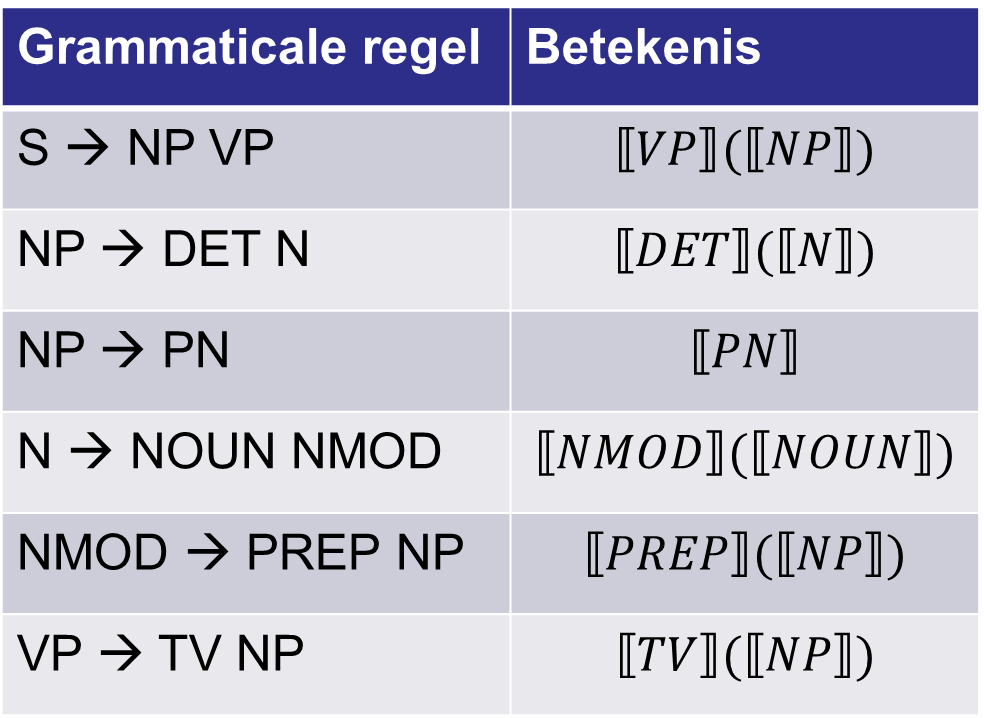 Grammaticale regel Betekenis
S → NP VP ⟦VP⟧(⟦NP⟧)
NP → DET N ⟦DET⟧(⟦N⟧)
NP → PN ⟦PN⟧
N → NOUN NMOD ⟦NMOD⟧(⟦NOUN⟧)
NMOD → PREP NP ⟦PREP⟧(⟦NP⟧)
VP → TV NP ⟦TV⟧(⟦NP⟧)